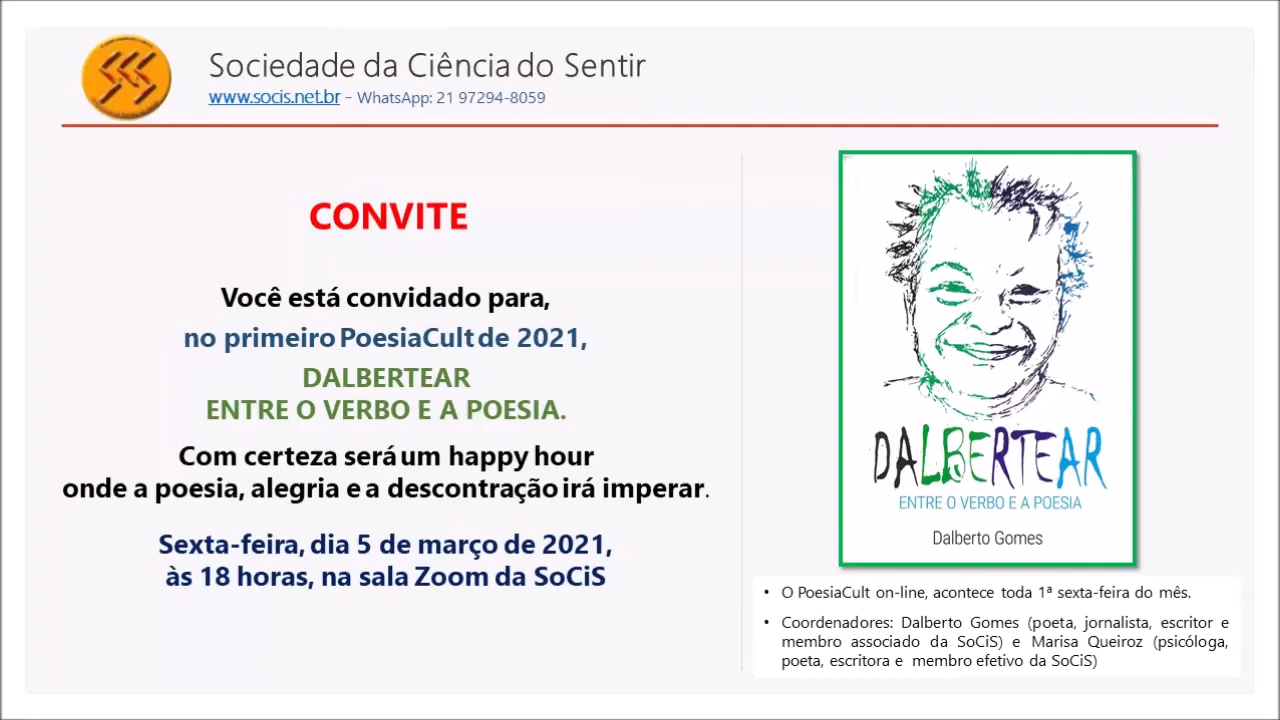 Sociedade da Ciência do Sentir
www.socis.net.br – WhatsApp: 21 97294-8059
CONVITE
Você está convidado para,
no primeiro PoesiaCult de 2021,
DALBERTEAR
ENTRE O VERBO E A POESIA.
Com certeza será um happy hour
onde a poesia, alegria e a descontração irá imperar.
Sexta-feira, dia 5 de março de 2021,
às 18 horas, na sala Zoom da SoCiS
DALBERTEAR
ENTRE O VERBO E A POESIA
Dalberto Gomes
• O PoesiaCult on-line, acontece toda 1ª sexta-feira do mês.
• Coordenadores: Dalberto Gomes (poeta, jornalista, escritor e
membro associado da SoCiS) e Marisa Queiroz (psicóloga,
poeta, escritora e membro efetivo da SoCiS)